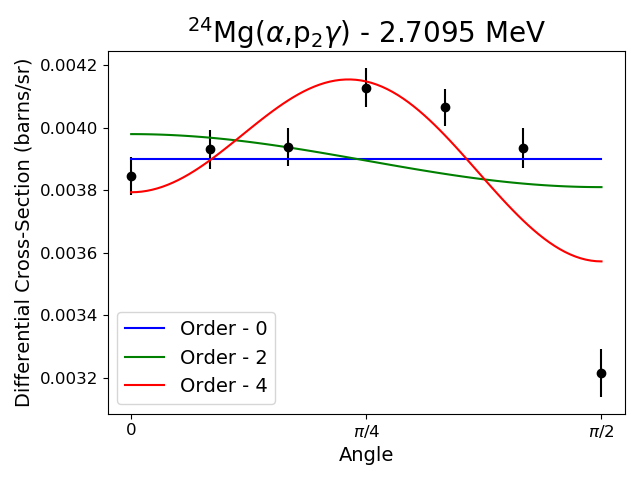 ²⁴Mg(α,p₂γ) - 2.7095 MeV
Differential Cross-Section (barns/sr)
0.0042
0.0040
0.0038
0.0036
0.0034
0.0032
Order - 0
Order - 2
Order - 4
0 π/4 π/2
Angle